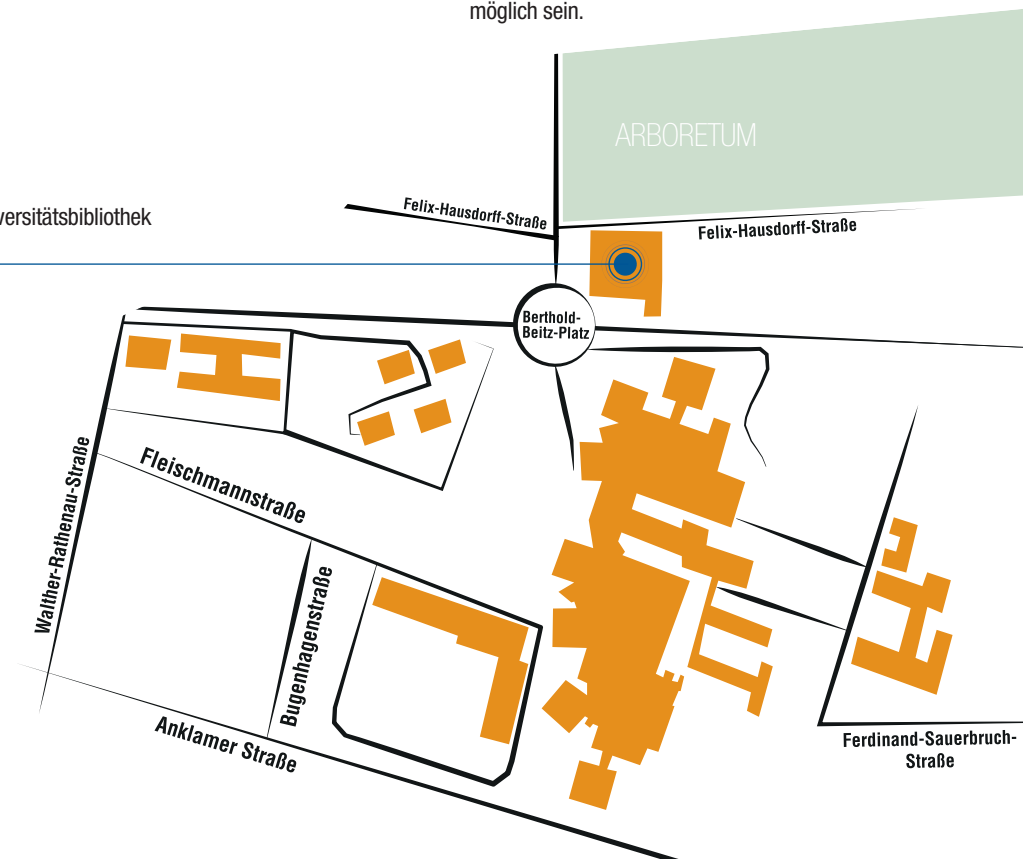 möglich sein.
ARBORETUM
Felix-Hausdorff-Straße
versitätsbibliothek
Felix-Hausdorff-Straße
Berthold-
Beitz-Platz
Fleischmannstraße
Walther-Rathenau-Straße
Bugenhagenstraße
Anklamer Straße
Ferdinand-Sauerbruch-
Straße